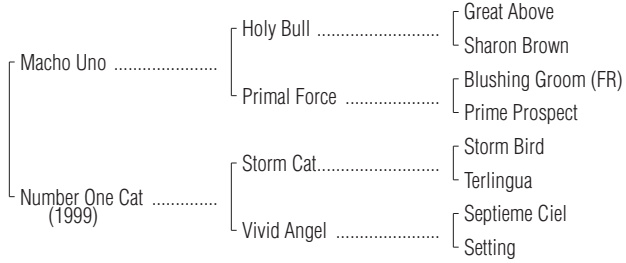 Great Above
Holy Bull ........................
Sharon Brown
Macho Uno ....................
Blushing Groom (FR)
Primal Force ..................
Prime Prospect
Storm Bird
Storm Cat........................
Terlingua
Number One Cat .............
(1999)
Septieme Ciel
Vivid Angel ....................
Setting